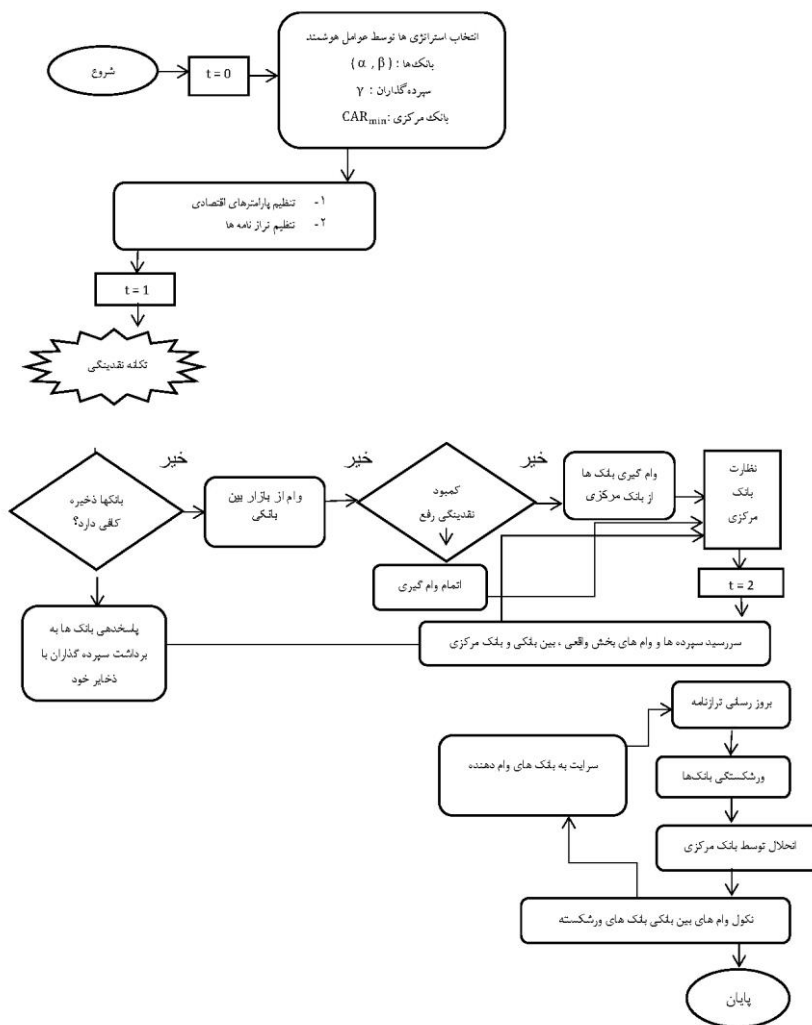 شروع
t = 0
انتخاب استراتژی ها توسط عوامل هوشمند
بانک‌ها : ( α , β )
سپرده گذاران : γ
بانک مرکزی :CARmin
۱- تنظیم پارامترهای اقتصادی
۲- تنظیم تراز نامه ها
t = 1
تکانه نقدینگی
خیر
خیر
خیر
بانکها ذخیره
کافی دارد؟
وام از بازار بین
بانکی
کمبود
نقدینگی رفع
وام گیری بانک ها
از بانک مرکزی
نظارت
بانک
مرکزی
اتمام وام گیری
t = 2
پاسخدهی بانک ها به
برداشت سپرده گذاران با
ذخایر خود
سررسید سپرده ها و وام های بخش واقعی ، بین بانکی و بانک مرکزی
بروز رسانی ترازنامه
سرایت به بانک های وام دهنده
ورشکستگی بانک‌ها
انحلال توسط بانک مرکزی
نکول وام های بین بانکی بانک های ورشکسته
پایان